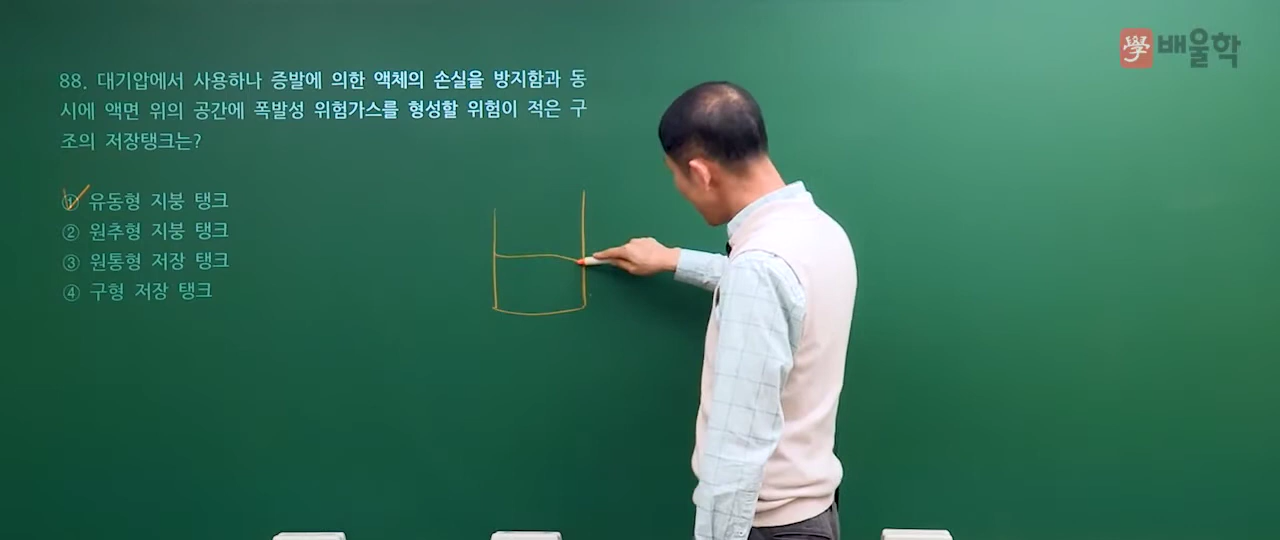 學 배울학
88. 대기압에서 사용하나 증발에 의한 액체의 손실을 방지함과 동
시에 액면 위의 공간에 폭발성 위험가스를 형성할 위험이 적은 구
조의 저장탱크는?
① 유동형 지붕 탱크
② 원추형 지붕 탱크
③ 원통형 저장 탱크
④ 구형 저장 탱크